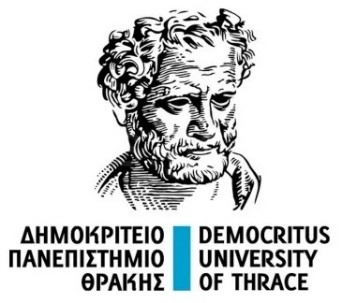 ΔΗΜΟΚΡΙΤΕΙΟ
ΠΑΝΕΠΙΣΤΗΜΙΟ
ΘΡΑΚΗΣ
DEMOCRITUS
UNIVERSITY
OF THRACE